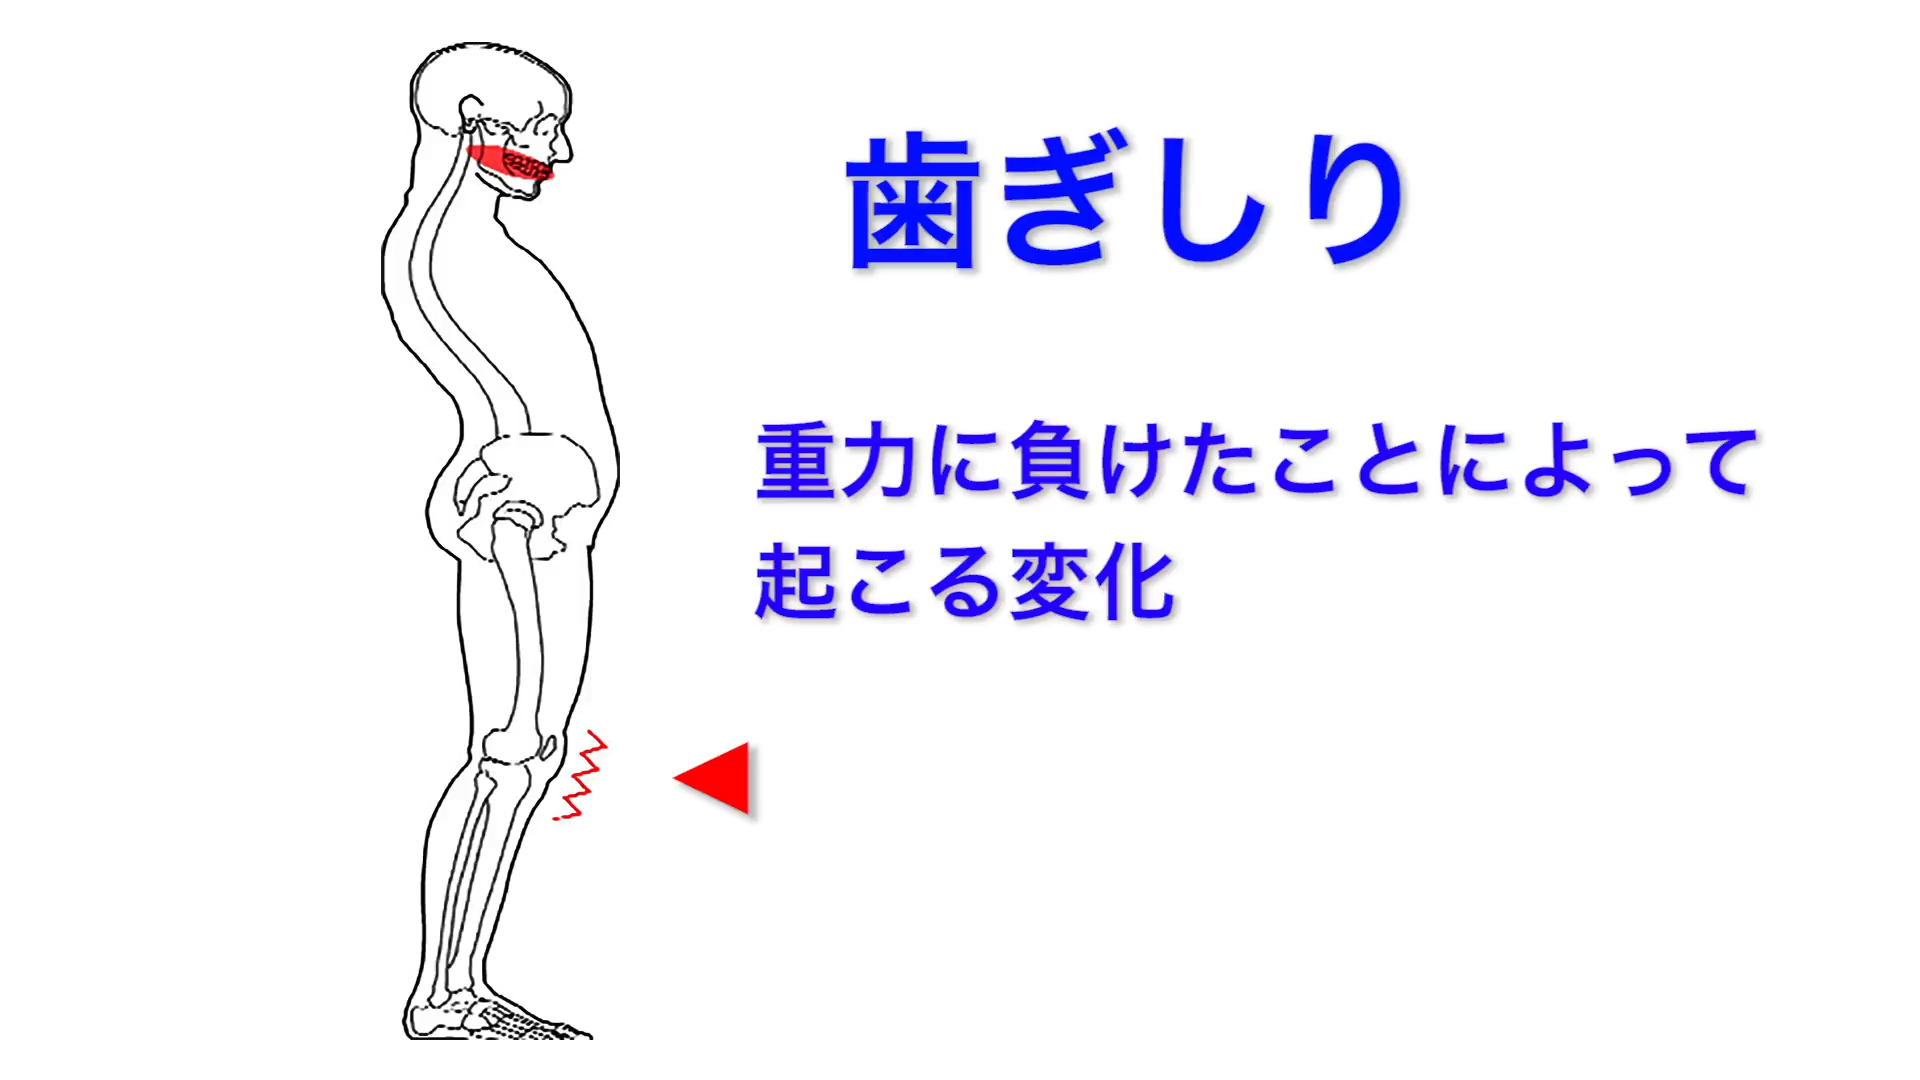 歯ぎしり
重力に負けたことによって
起こる変化